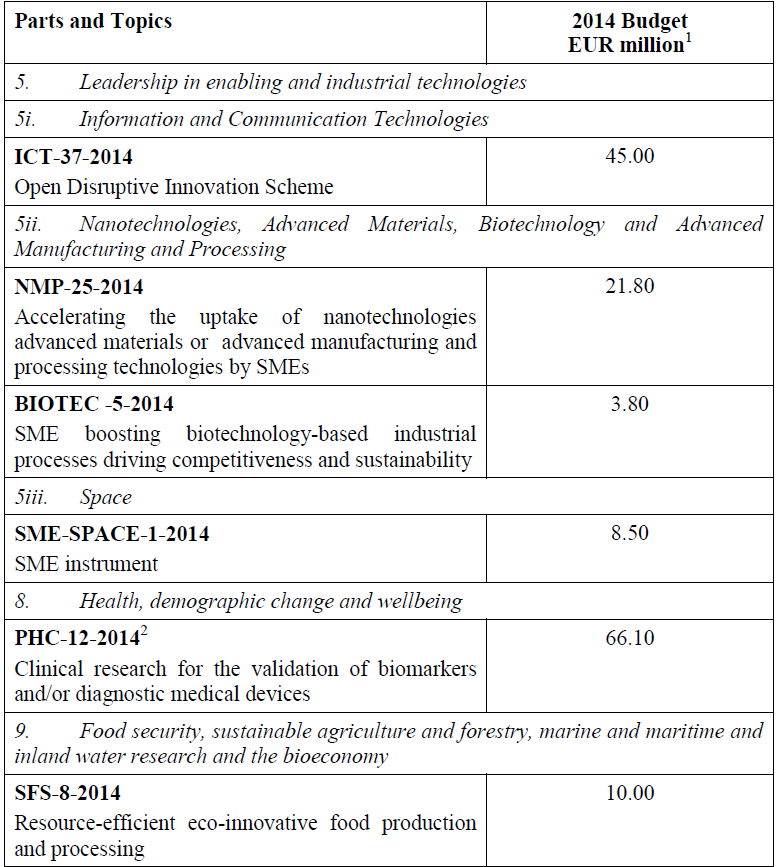 Parts and Topics
2014 Budget
EUR million1
5. Leadership in enabling and industrial technologies
5i. Information and Communication Technologies
ICT-37-2014
45.00
Open Disruptive Innovation Scheme
5ii. Nanotechnologies, Advanced Materials, Biotechnology and Advanced
Manufacturing and Processing
NMP-25-2014
21.80
Accelerating the uptake of nanotechnologies
advanced materials or advanced manufacturing and
processing technologies by SMEs
BIOTEC -5-2014
3.80
SME boosting biotechnology-based industrial
processes driving competitiveness and sustainability
5iii. Space
SME-SPACE-1-2014
8.50
SME instrument
8. Health, demographic change and wellbeing
PHC-12-20142
66.10
Clinical research for the validation of biomarkers
and/or diagnostic medical devices
9. Food security, sustainable agriculture and forestry, marine and maritime and
inland water research and the bioeconomy
SFS-8-2014
10.00
Resource-efficient eco-innovative food production
and processing